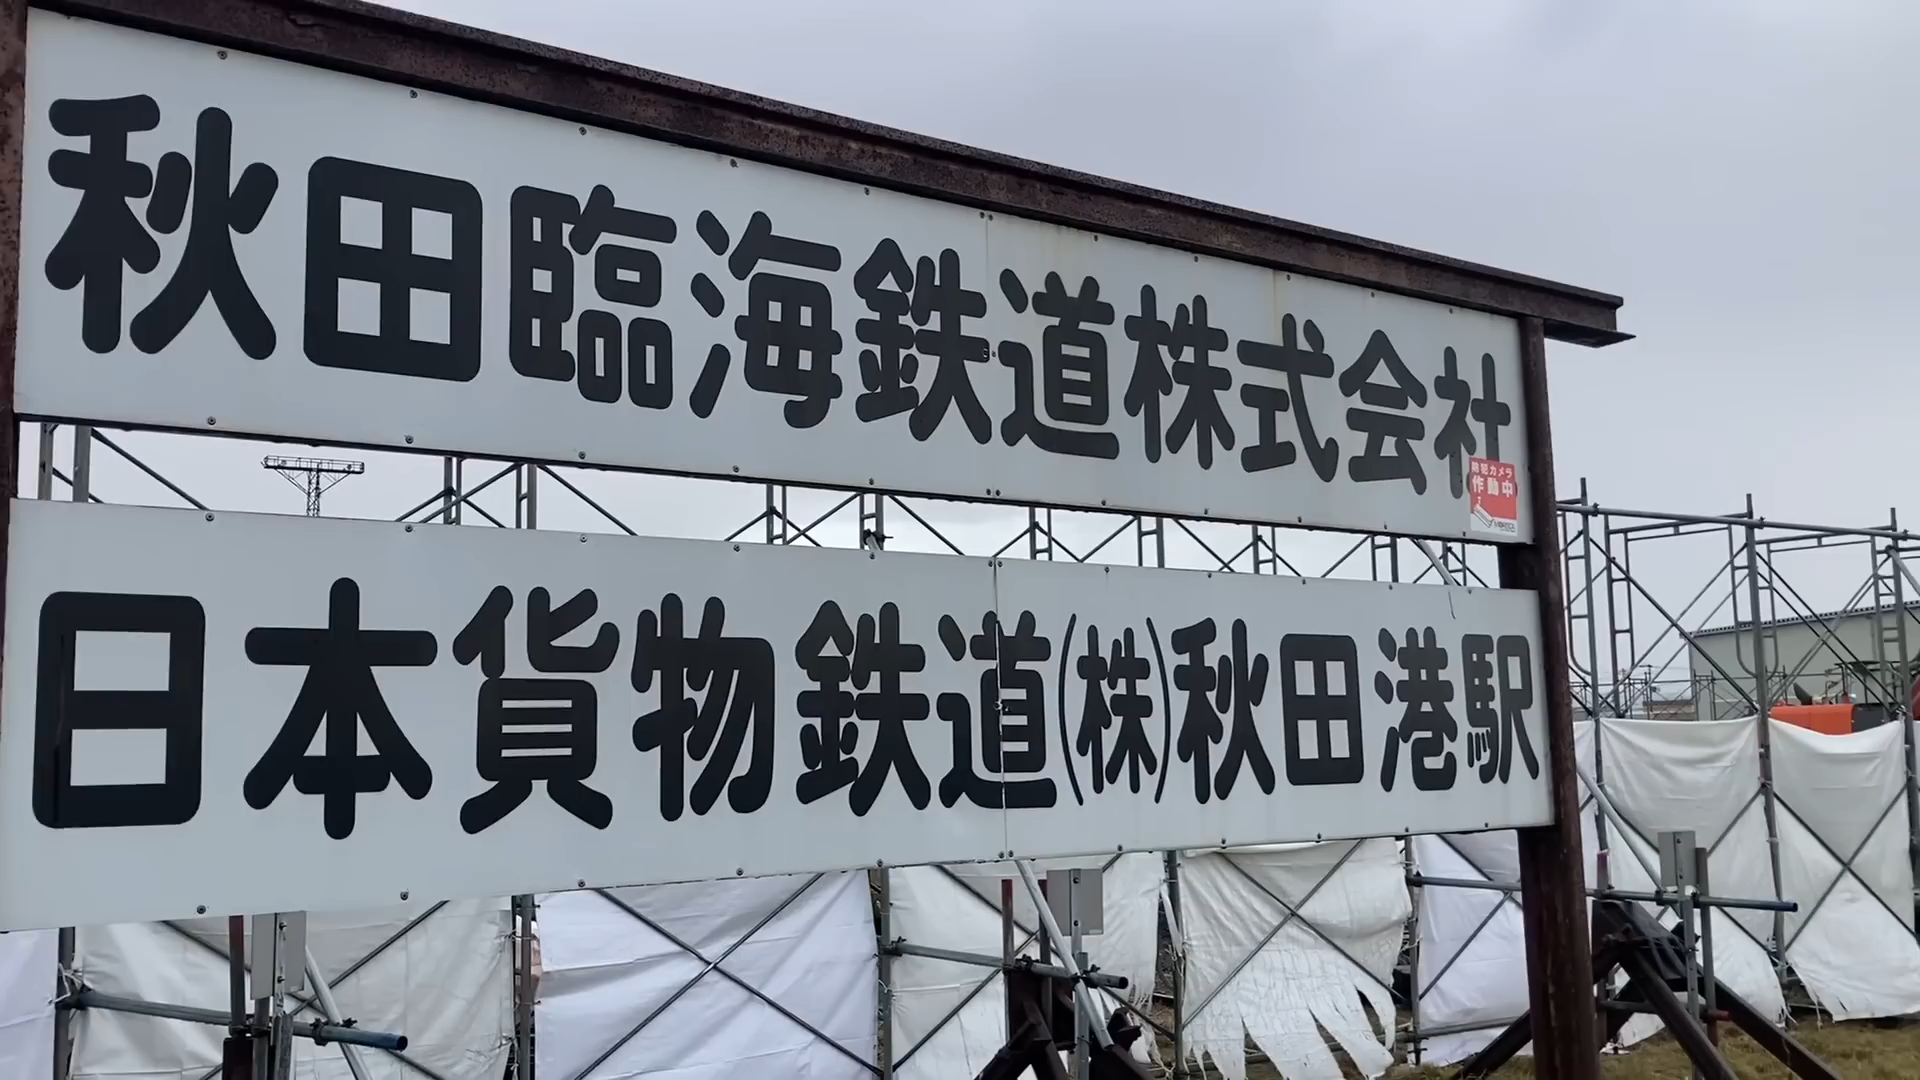 秋田臨海鉄道株式会社
防犯カメラ
作動中
日本貨物鉄道(株)秋田港駅